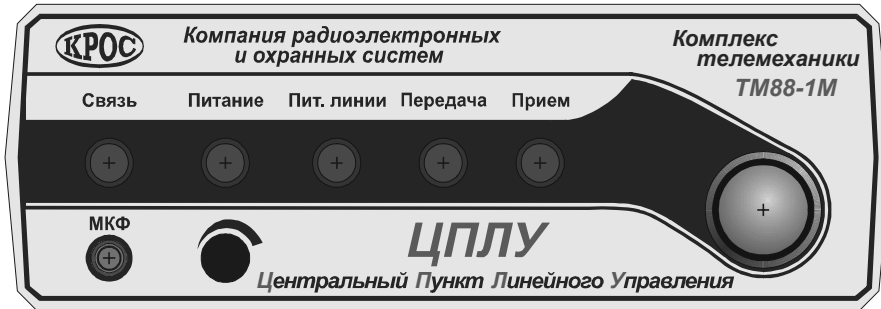 КРОС
Компания радиоэлектронных
и охранных систем
Комплекс
телемеханики
ТМ88-1М
Связь Питание Пит. линии Передача Прием
МКФ
ЦПЛУ
Центральный Пункт Линейного Управления